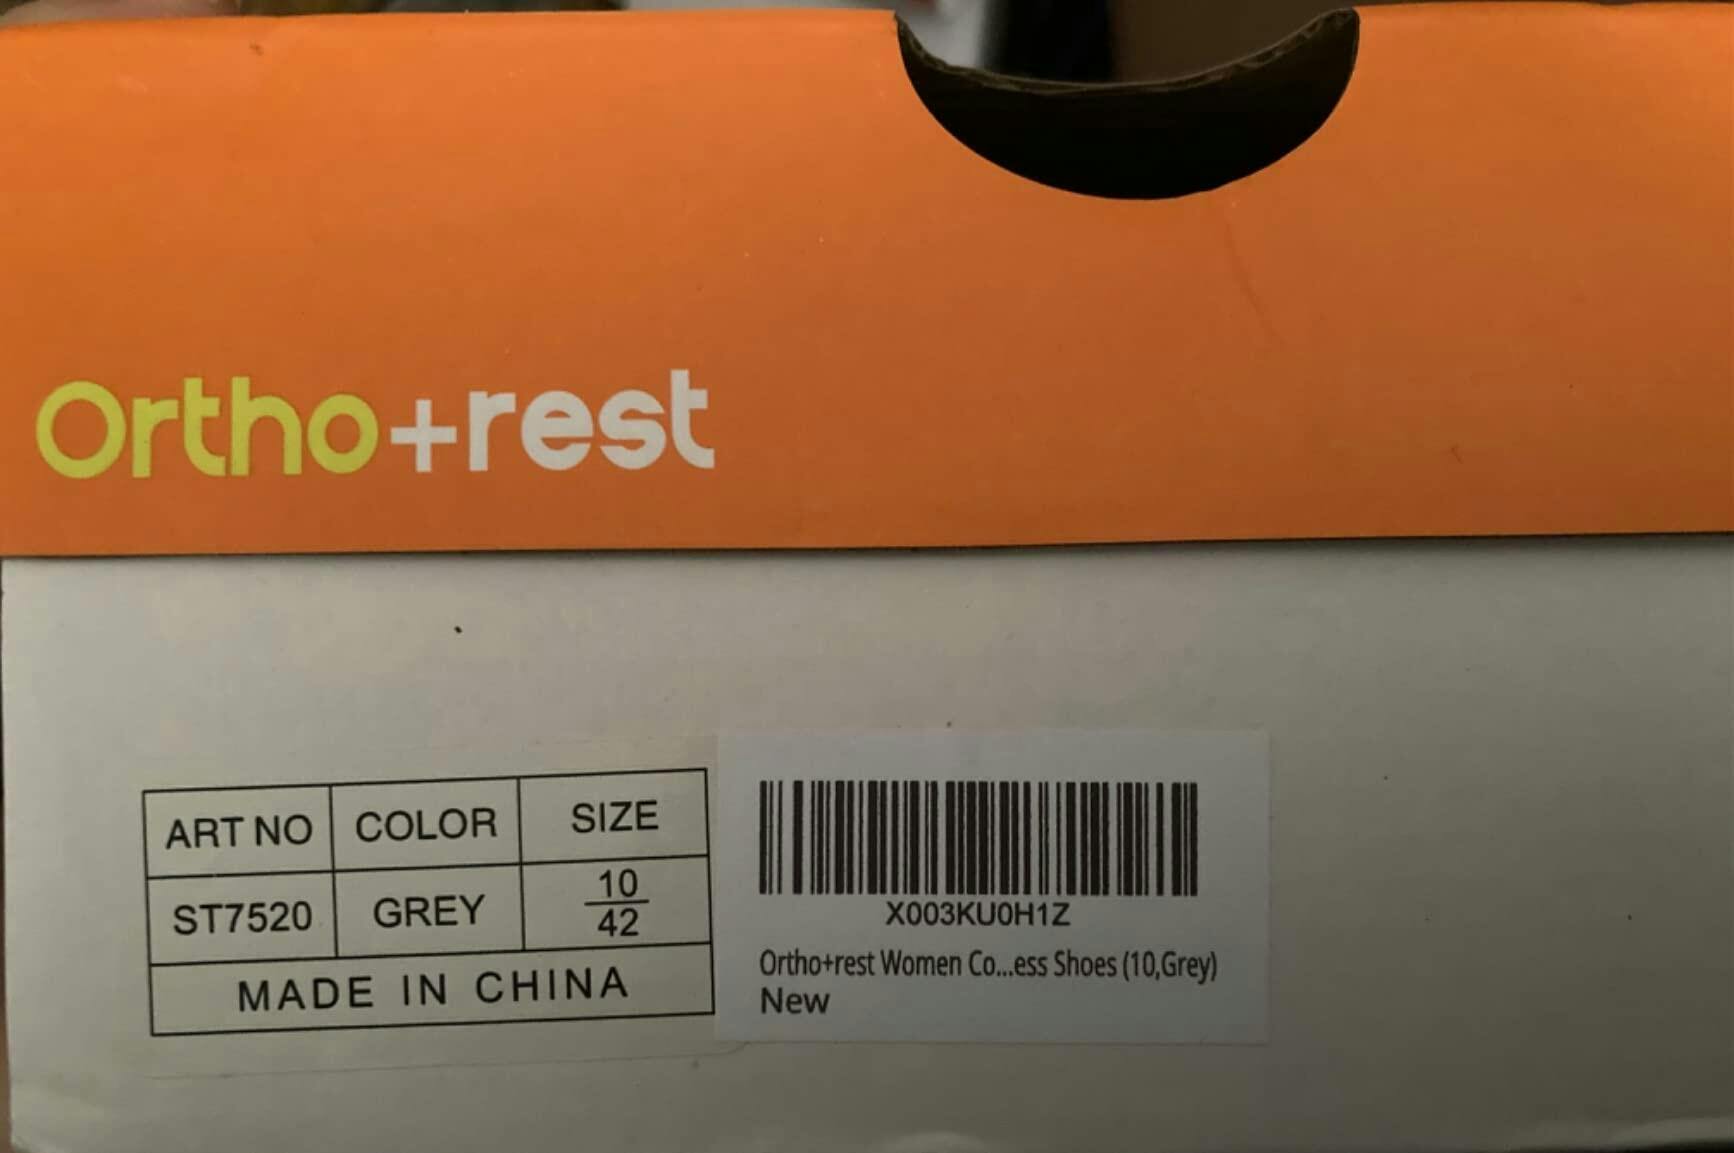 Ortho+rest
ART NO COLOR SIZE
ST7520 GREY 10
42
MADE IN CHINA
X003KU0H1Z
Ortho+rest Women Co...ess Shoes (10,Grey)
New